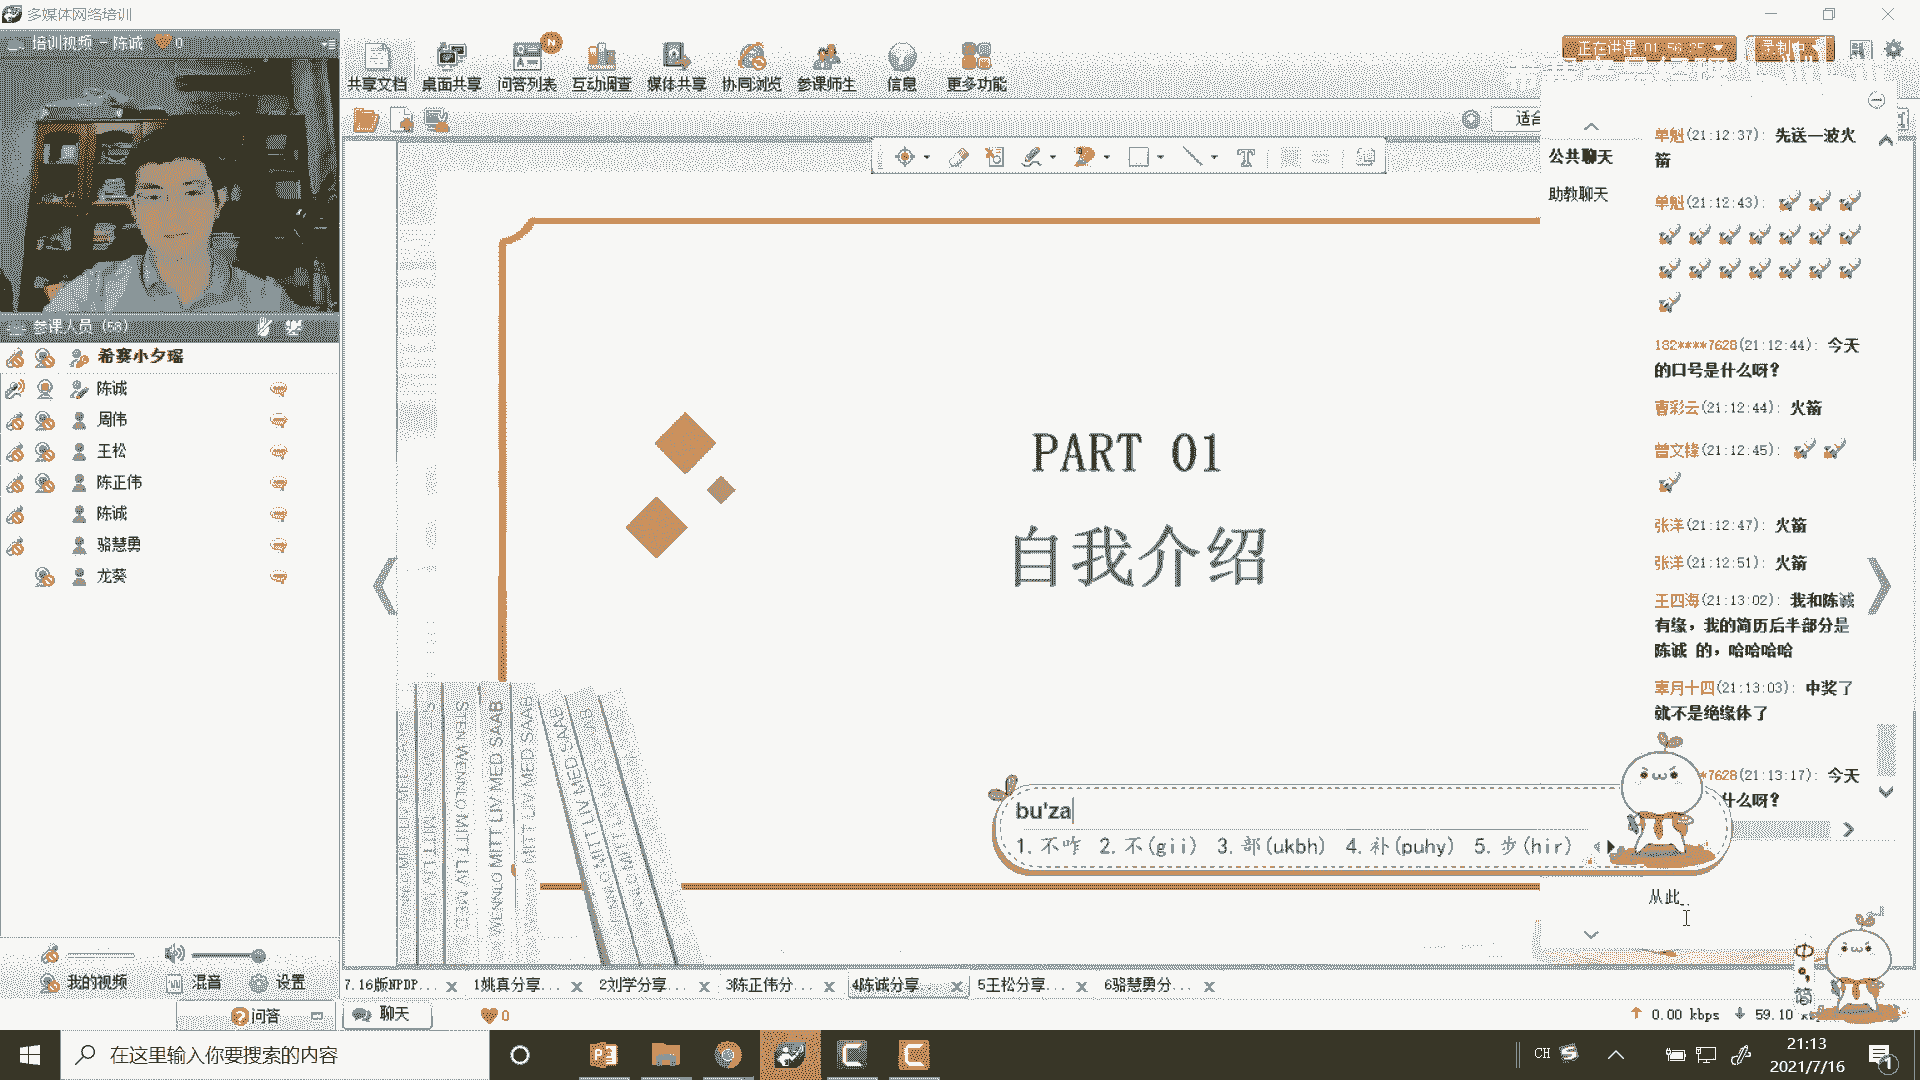 多媒体网络培训
培训视频 - 陈诚 0
参课人员 (58)
希赛小夕瑶
陈诚
周伟
王松
陈正伟
陈诚
骆慧勇
龙葵
我的视频 混音 设置
问答
共享文档 桌面共享 问答列表 互动调查 媒体共享 协同浏览 参课师生 信息 更多功能
正在讲课 01:56:25
录制中
适合
PART 01
自我介绍
STEN WENNLO MITT LIV MED SAAB
MITT LIV MED SAAB
公共聊天
助教聊天
单魁(21:12:37): 先送一波火
箭
单魁(21:12:43):
182****7628(21:12:44): 今天
的口号是什么呀?
曹彩云(21:12:44): 火箭
曾文锋(21:12:45):
张洋(21:12:47): 火箭
张洋(21:12:51): 火箭
王四海(21:13:02): 我和陈诚
有缘,我的简历后半部分是
陈诚 的,哈哈哈哈
辜月十四(21:13:03): 中奖了
就不是绝缘体了
*7628(21:13:17): 今天
什么呀?
bu'za
1.不咋 2.不(gii) 3.部(ukbh) 4.补(puhy) 5.步(hir)
从此
中
简
7.16版NPDP... 1姚真分享... 2刘学分享... 3陈正伟分... 4陈诚分享... 5王松分享... 6骆慧勇分...
聊天 0
0.00 kbps 59.10
在这里输入你要搜索的内容
CH
21:13
2021/7/16
1